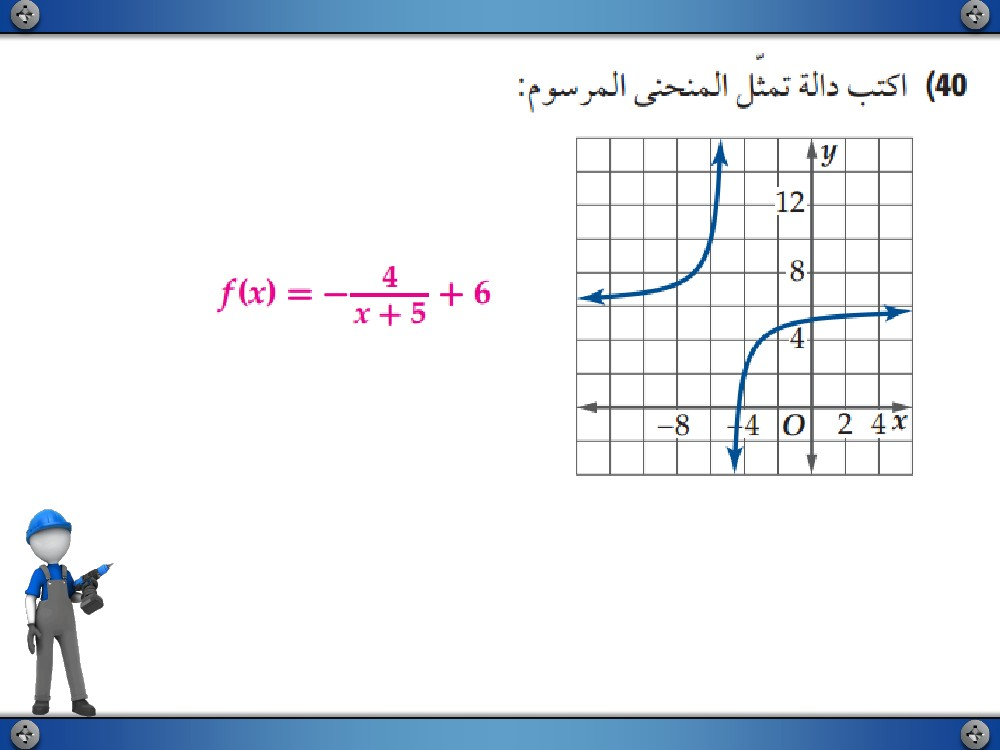 40) اكتب دالة تمثّل المنحنى المرسوم:
y
12
8
4
−8 −4 O 2 4 x
f(x) = −4/(x + 5) + 6